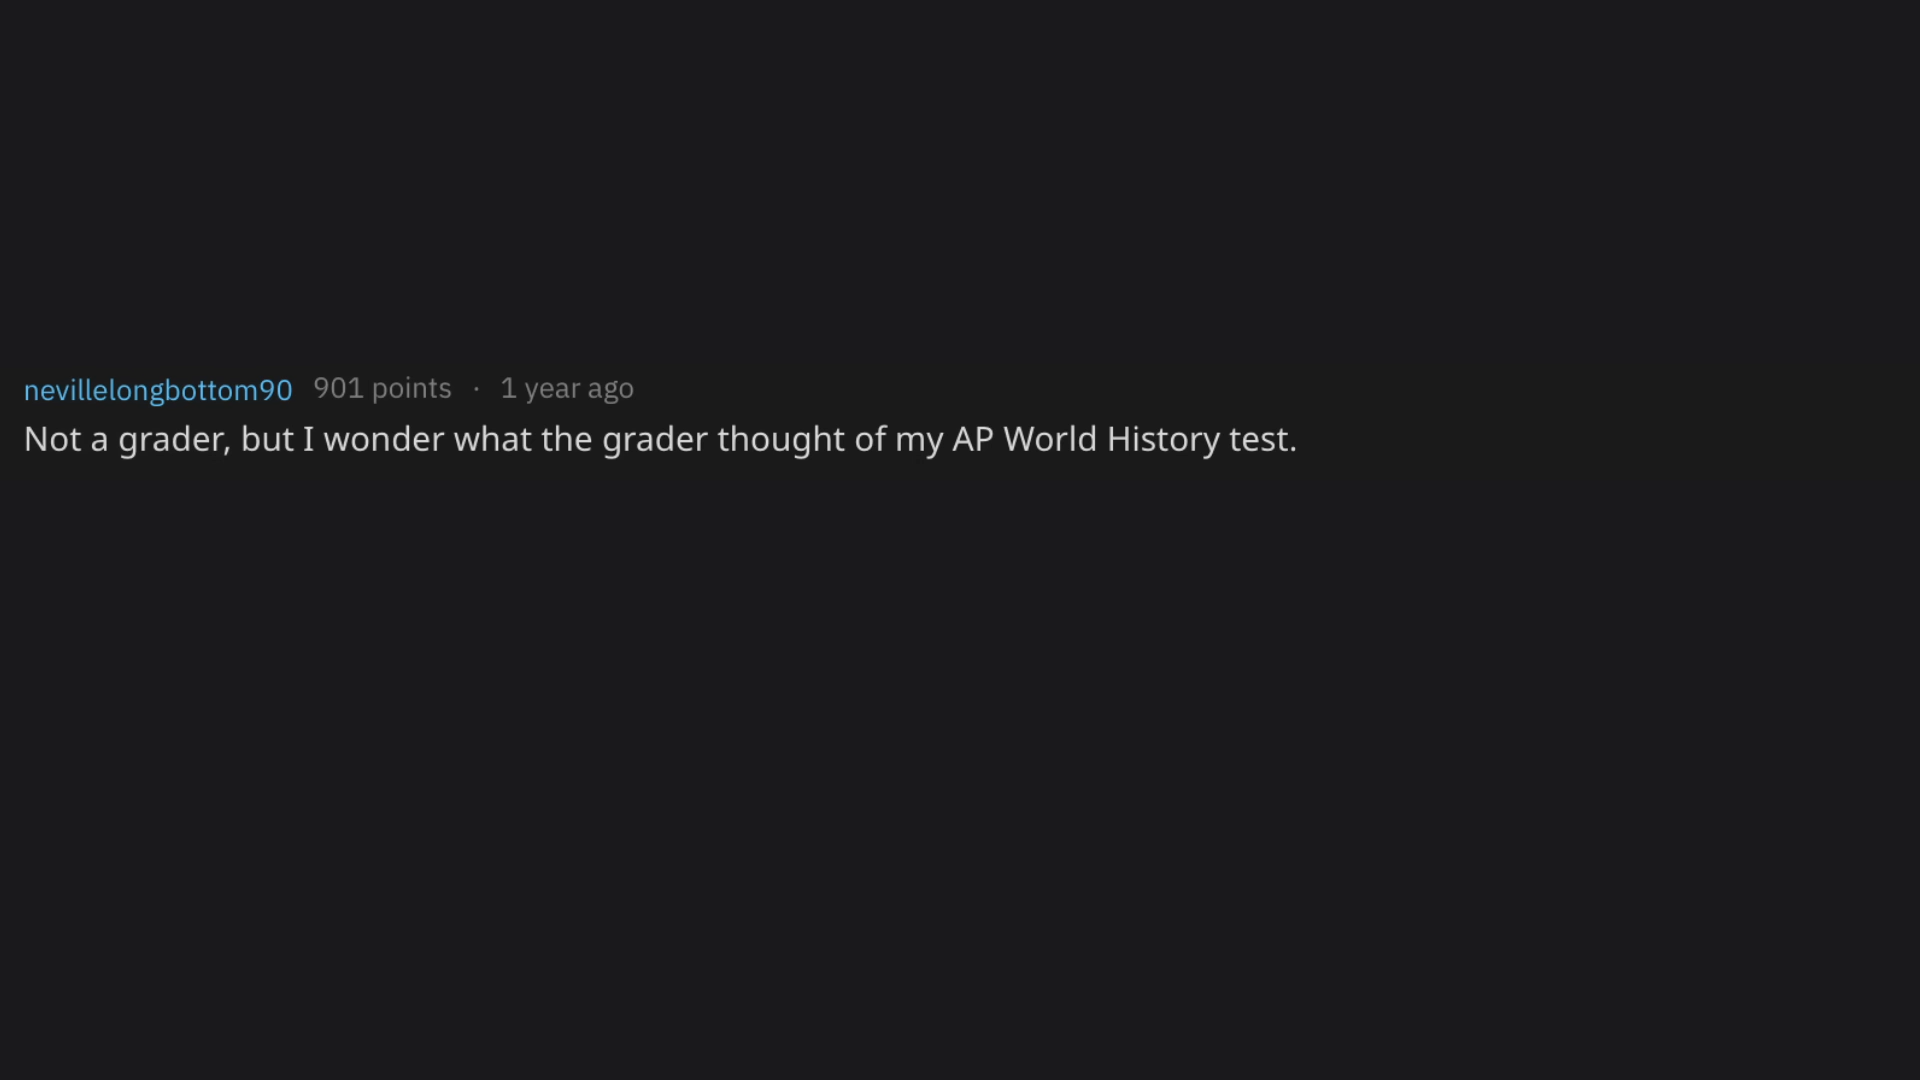 nevillelongbottom90 901 points · 1 year ago
Not a grader, but I wonder what the grader thought of my AP World History test.